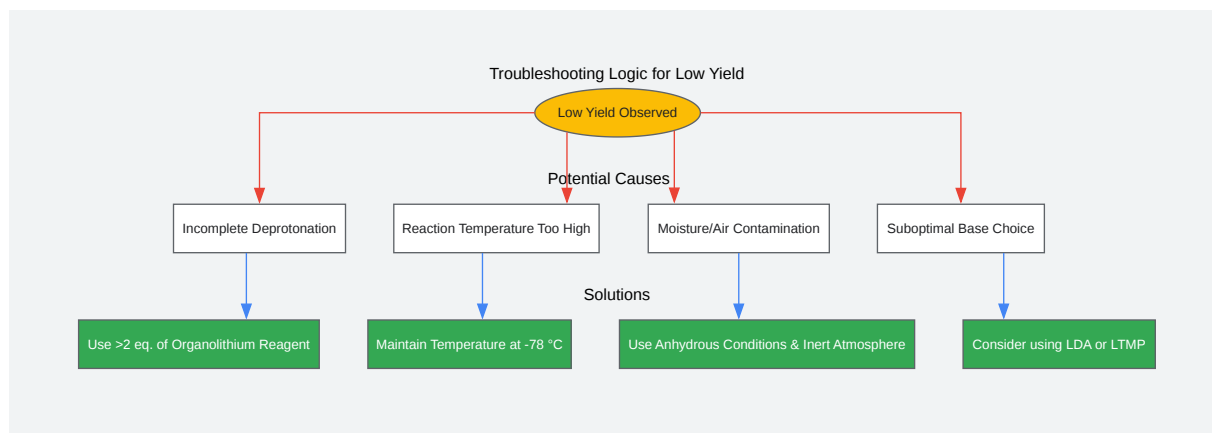 Troubleshooting Logic for Low Yield
Low Yield Observed
Potential Causes
Incomplete Deprotonation
Reaction Temperature Too High
Moisture/Air Contamination
Suboptimal Base Choice
Solutions
Use >2 eq. of Organolithium Reagent
Maintain Temperature at -78 °C
Use Anhydrous Conditions & Inert Atmosphere
Consider using LDA or LTMP